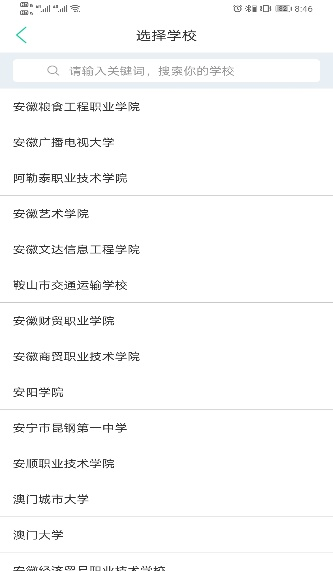 8:46
选择学校
请输入关键词，搜索你的学校
安徽粮食工程职业学院
安徽广播电视大学
阿勒泰职业技术学院
安徽艺术学院
安徽文达信息工程学院
鞍山市交通运输学校
安徽财贸职业学院
安徽商贸职业技术学院
安阳学院
安宁市昆钢第一中学
安顺职业技术学院
澳门城市大学
澳门大学